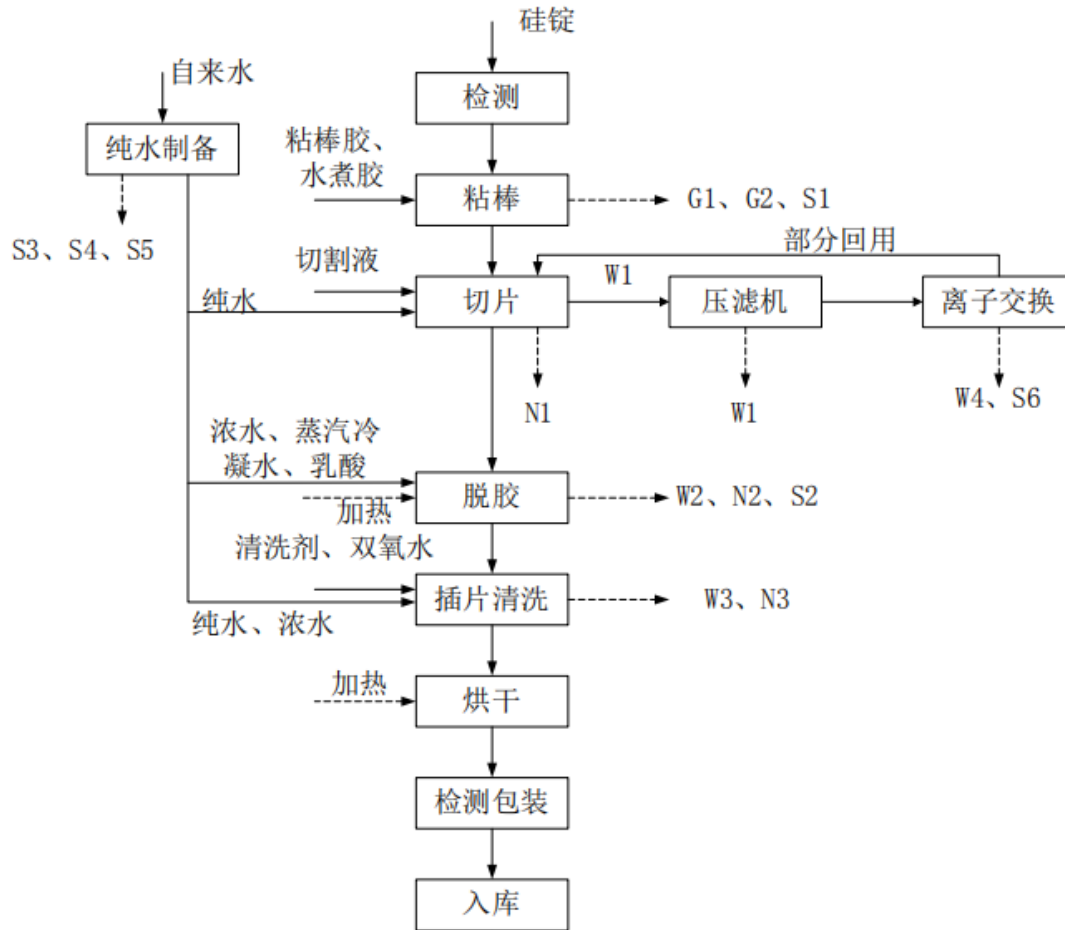 硅锭
自来水
检测
纯水制备
粘棒胶、
水煮胶
粘棒
G1、G2、S1
S3、S4、S5
部分回用
切割液
W1
纯水
切片
压滤机
离子交换
N1
W1
W4、S6
浓水、蒸汽冷
凝水、乳酸
脱胶
W2、N2、S2
加热
清洗剂、双氧水
插片清洗
W3、N3
纯水、浓水
加热
烘干
检测包装
入库